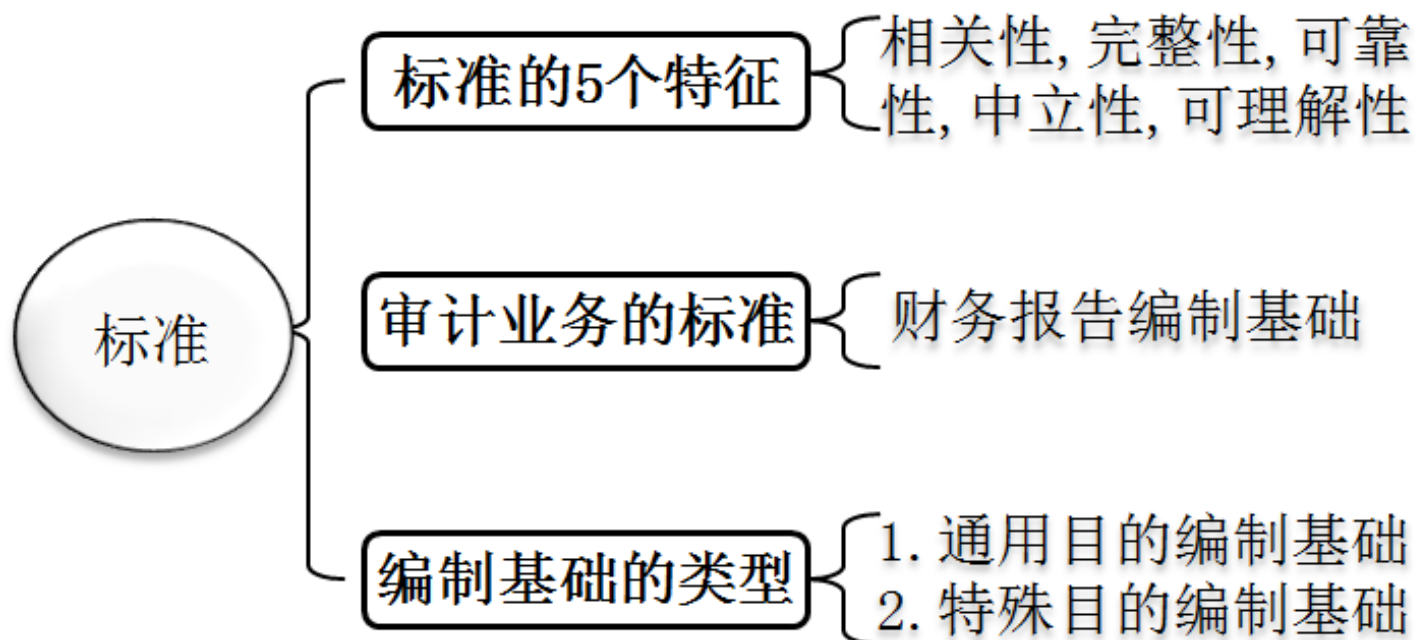 标准
标准的5个特征
相关性,完整性,可靠
性,中立性,可理解性
审计业务的标准
财务报告编制基础
编制基础的类型
1.通用目的编制基础
2.特殊目的编制基础